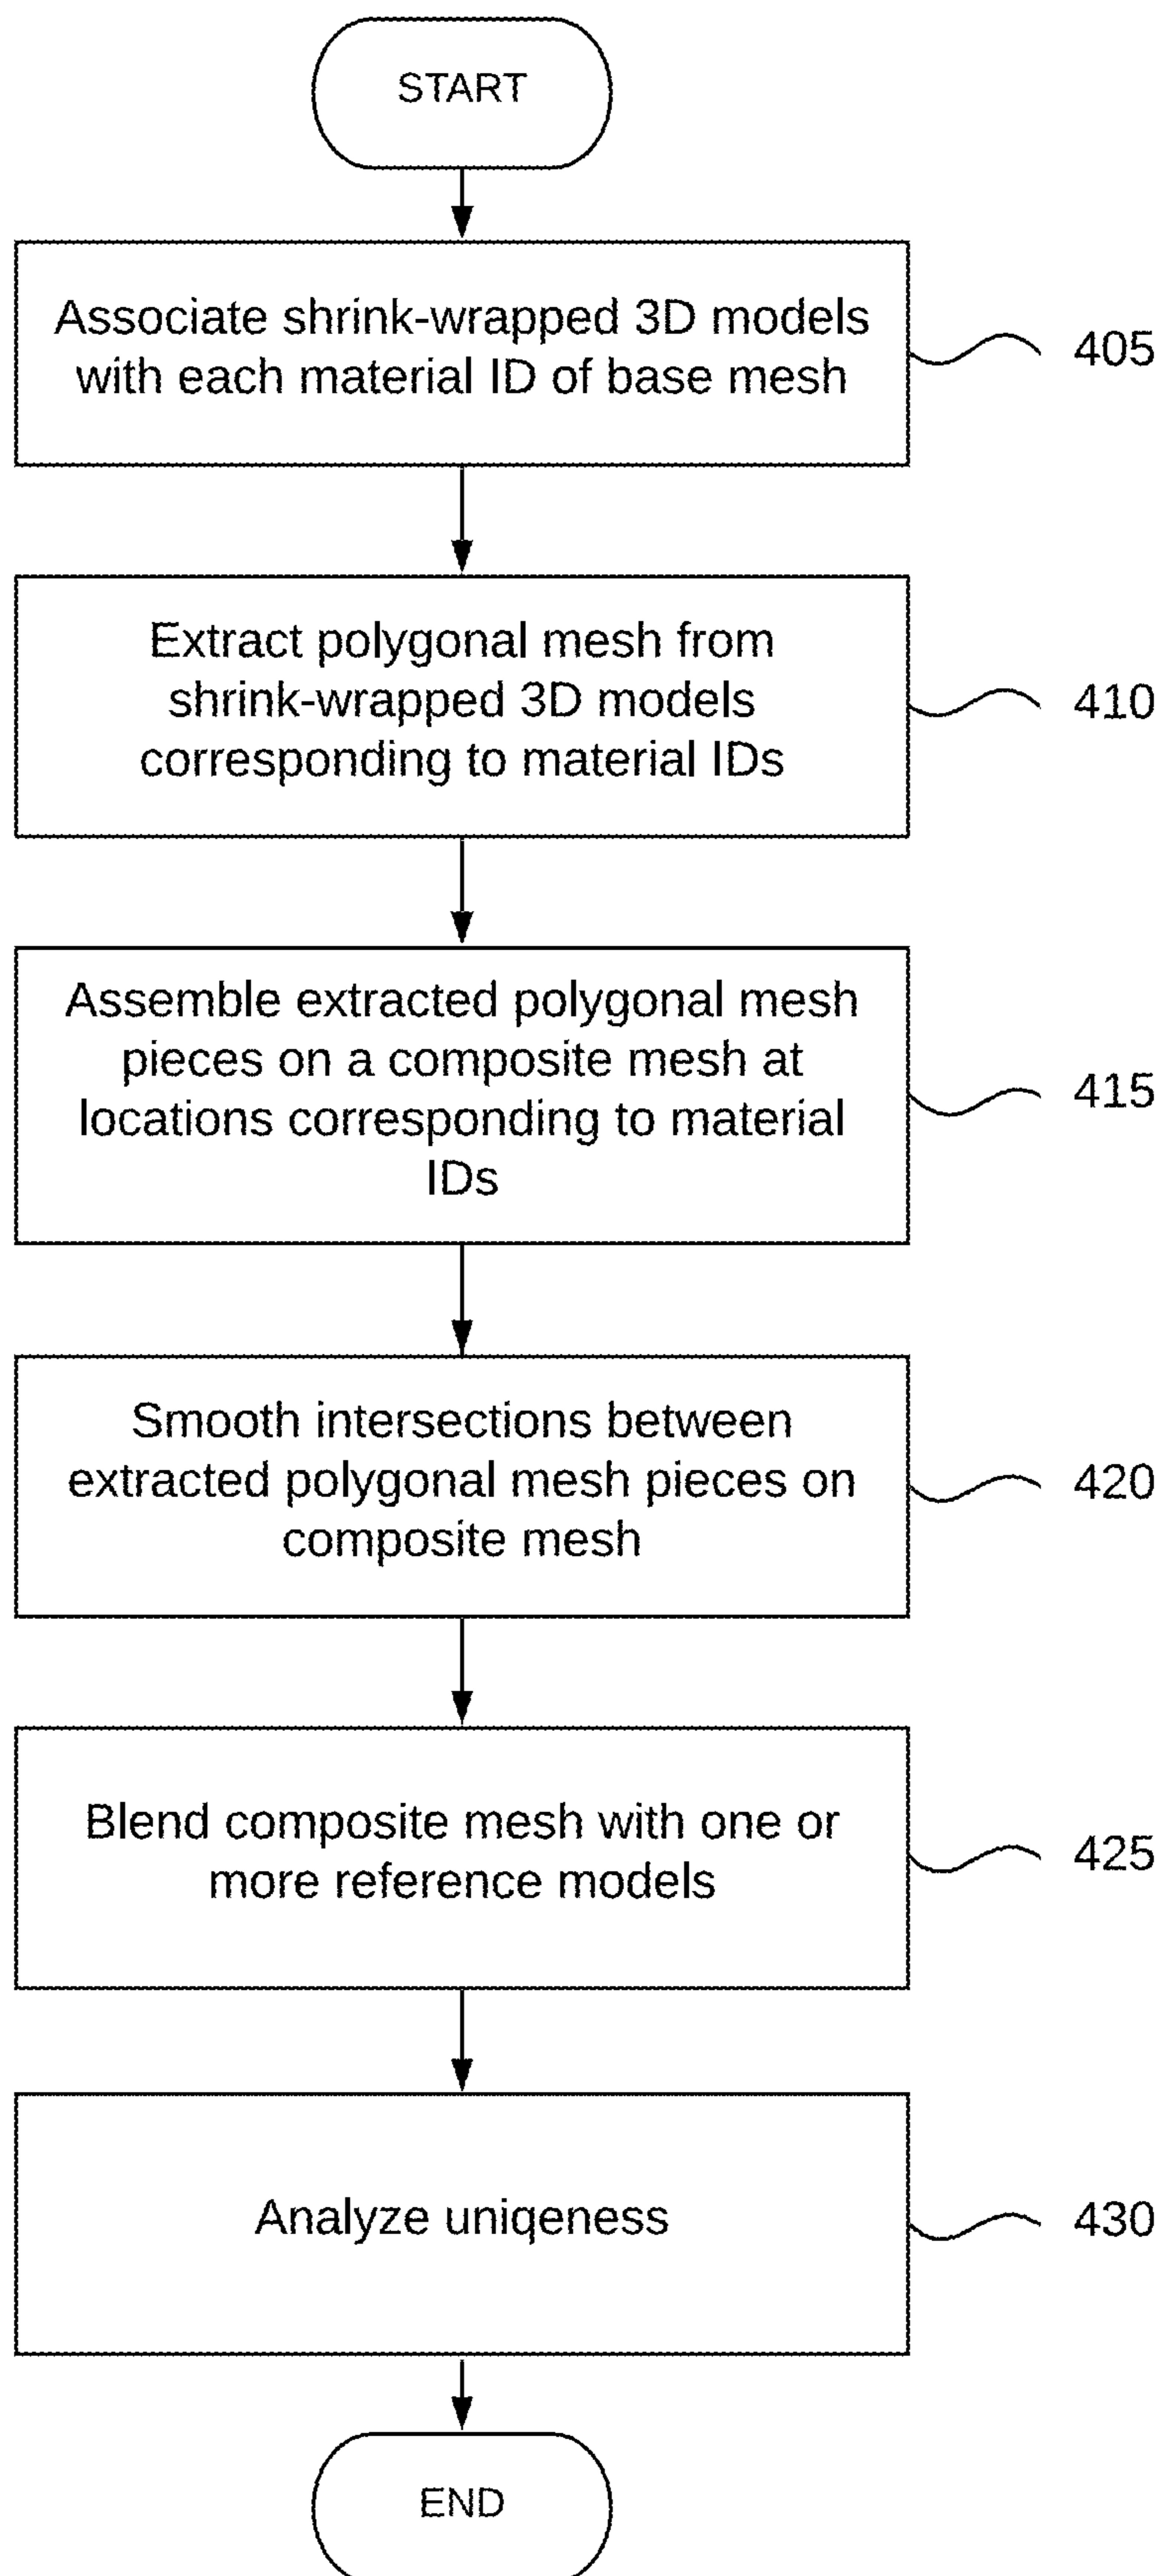 START
Associate shrink-wrapped 3D models
with each material ID of base mesh
405
Extract polygonal mesh from
shrink-wrapped 3D models
corresponding to material IDs
410
Assemble extracted polygonal mesh
pieces on a composite mesh at
locations corresponding to material
IDs
415
Smooth intersections between
extracted polygonal mesh pieces on
composite mesh
420
Blend composite mesh with one or
more reference models
425
Analyze uniqeness
430
END